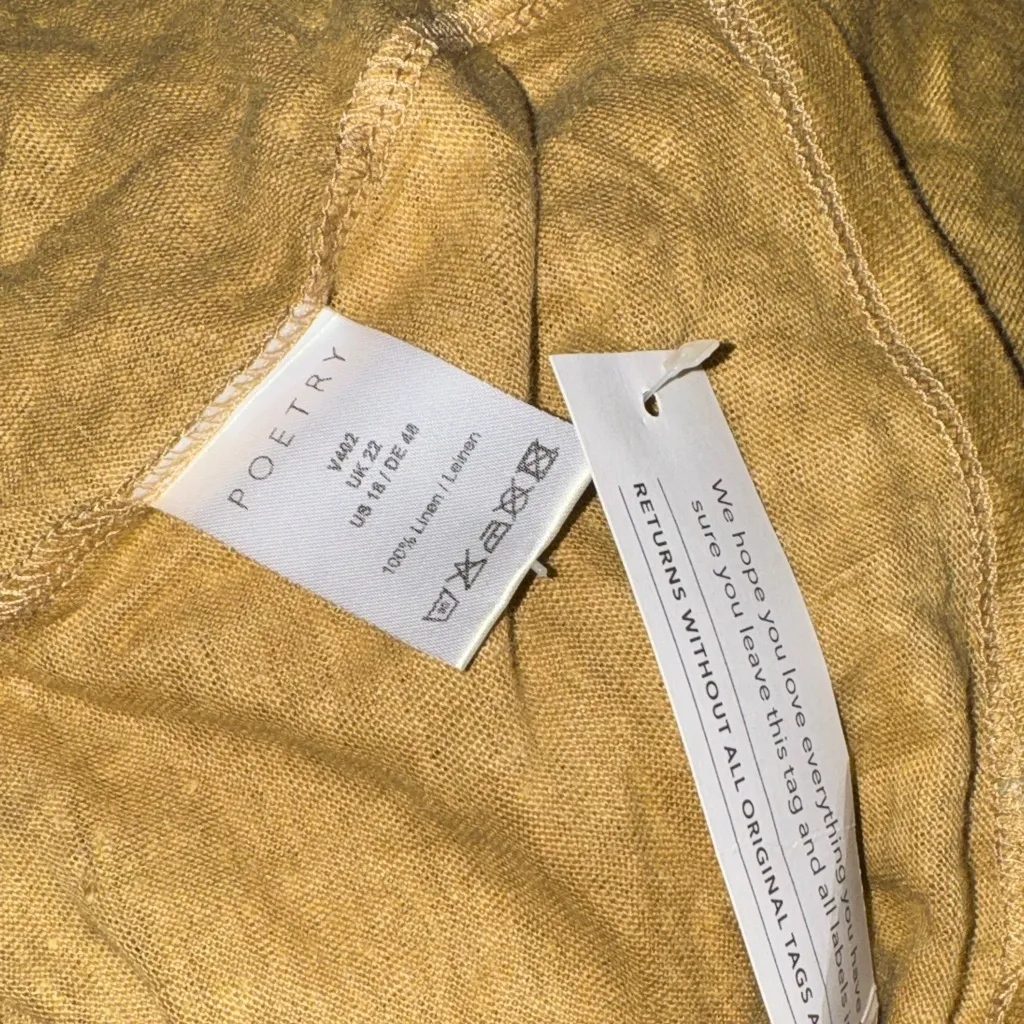 POETRY
V402
UK 22
US 18 / DE 48
100% Linen / Leinen
30
We hope you love everything you have
sure you leave this tag and all labels
RETURNS WITHOUT ALL ORIGINAL TAGS